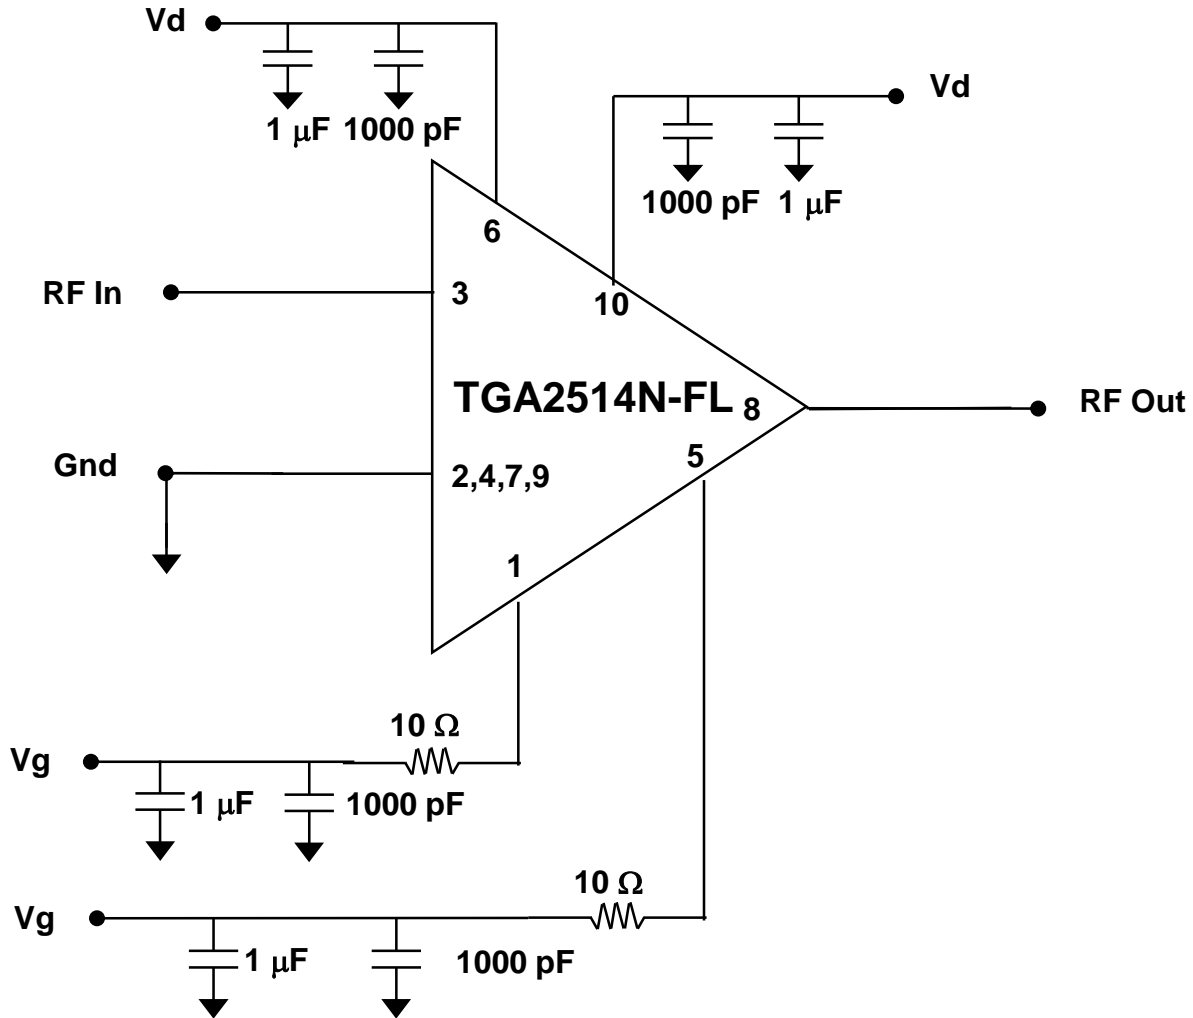 Vd
1 μF 1000 pF
Vd
1000 pF 1 μF
6
RF In
3
10
TGA2514N-FL
8
RF Out
5
Gnd
2,4,7,9
1
10 Ω
Vg
1 μF
1000 pF
10 Ω
Vg
1 μF
1000 pF